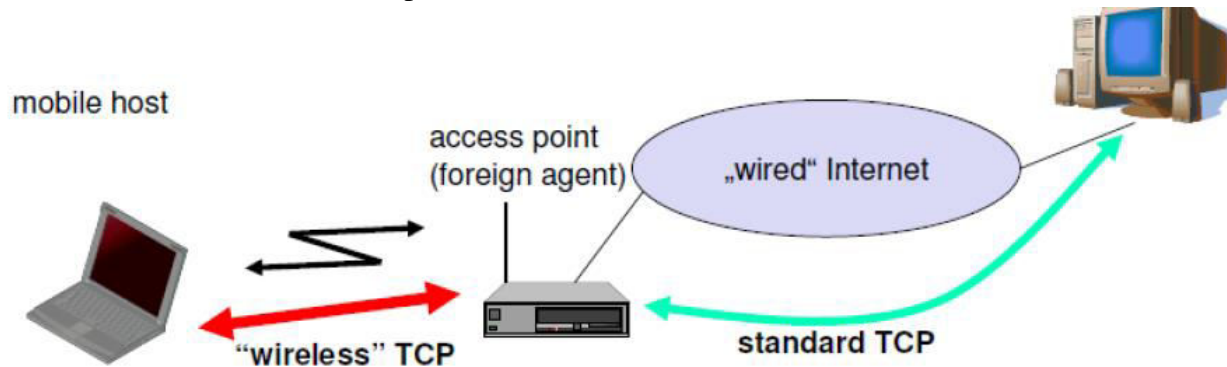 mobile host
access point
(foreign agent)
„wired“ Internet
“wireless” TCP
standard TCP